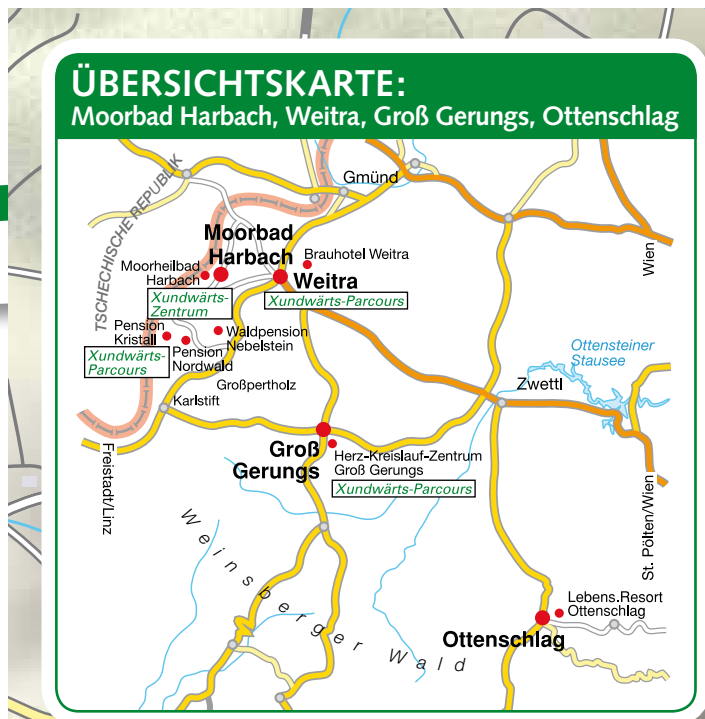 ÜBERSICHTSKARTE:
Moorbad Harbach, Weitra, Groß Gerungs, Ottenschlag
TSCHECHISCHE REPUBLIK
Gmünd
Moorbad
Harbach
Brauhotel Weitra
Wien
Moorheilbad
Harbach
Weitra
Xundwärts-
Zentrum
Xundwärts-Parcours
Pension
Kristall
Waldpension
Nebelstein
Xundwärts-
Parcours
Pension
Nordwald
Ottensteiner
Stausee
Großpertholz
Zwettl
Karlstift
Groß
Gerungs
Herz-Kreislauf-Zentrum
Groß Gerungs
Xundwärts-Parcours
Freistadt/Linz
St. Pölten/Wien
Weinsberger Wald
Lebens.Resort
Ottenschlag
Ottenschlag